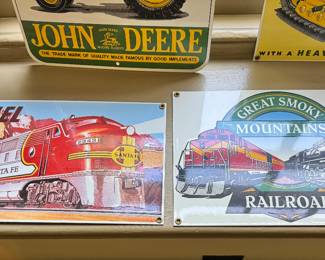 JOHN DEERE
THE TRADE MARK OF QUALITY MADE FAMOUS BY GOOD IMPLEMENTS
WITH A HEAV
SANTA FE
GREAT SMOKY
MOUNTAINS
RAILROA